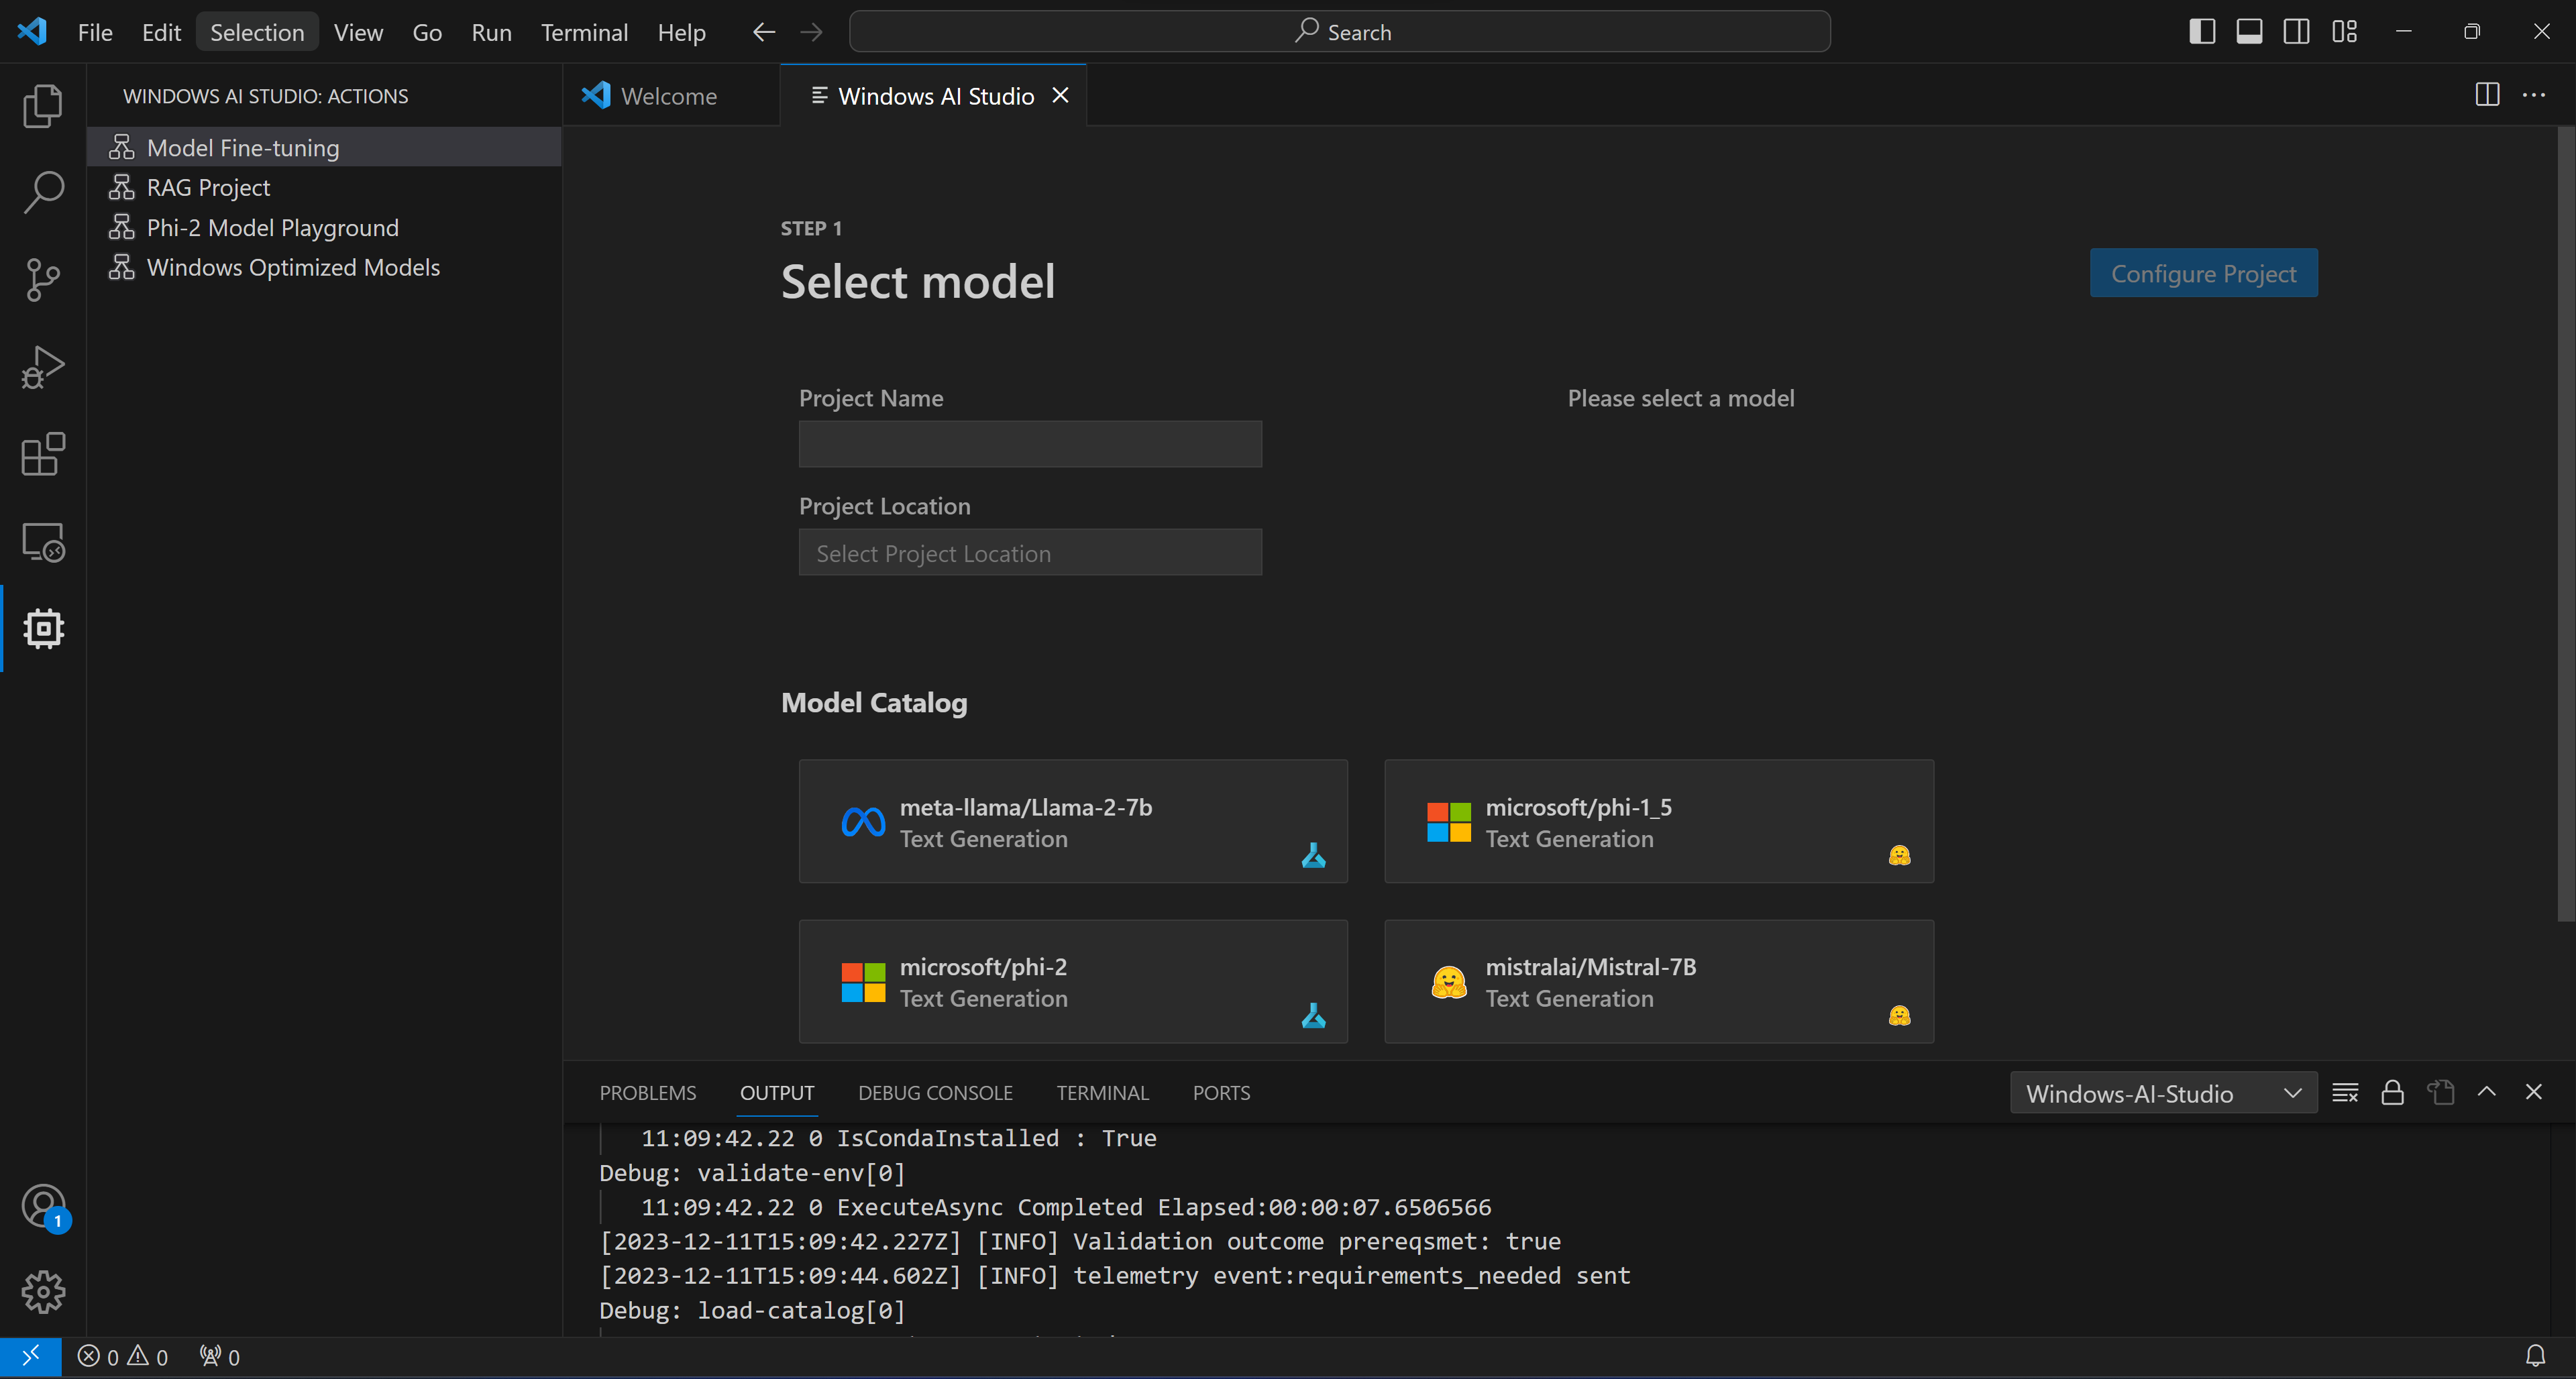 File Edit Selection View Go Run Terminal Help
Search
WINDOWS AI STUDIO: ACTIONS
Model Fine-tuning
RAG Project
Phi-2 Model Playground
Windows Optimized Models
Welcome
Windows AI Studio
STEP 1
Select model
Configure Project
Project Name
Please select a model
Project Location
Select Project Location
Model Catalog
meta-llama/Llama-2-7b
Text Generation
microsoft/phi-1_5
Text Generation
microsoft/phi-2
Text Generation
mistralai/Mistral-7B
Text Generation
PROBLEMS OUTPUT DEBUG CONSOLE TERMINAL PORTS
Windows-AI-Studio
11:09:42.22 0 IsCondaInstalled : True
Debug: validate-env[0]
11:09:42.22 0 ExecuteAsync Completed Elapsed:00:00:07.6506566
[2023-12-11T15:09:42.227Z] [INFO] Validation outcome prereqsmet: true
[2023-12-11T15:09:44.602Z] [INFO] telemetry event:requirements_needed sent
Debug: load-catalog[0]
1
0 0 0